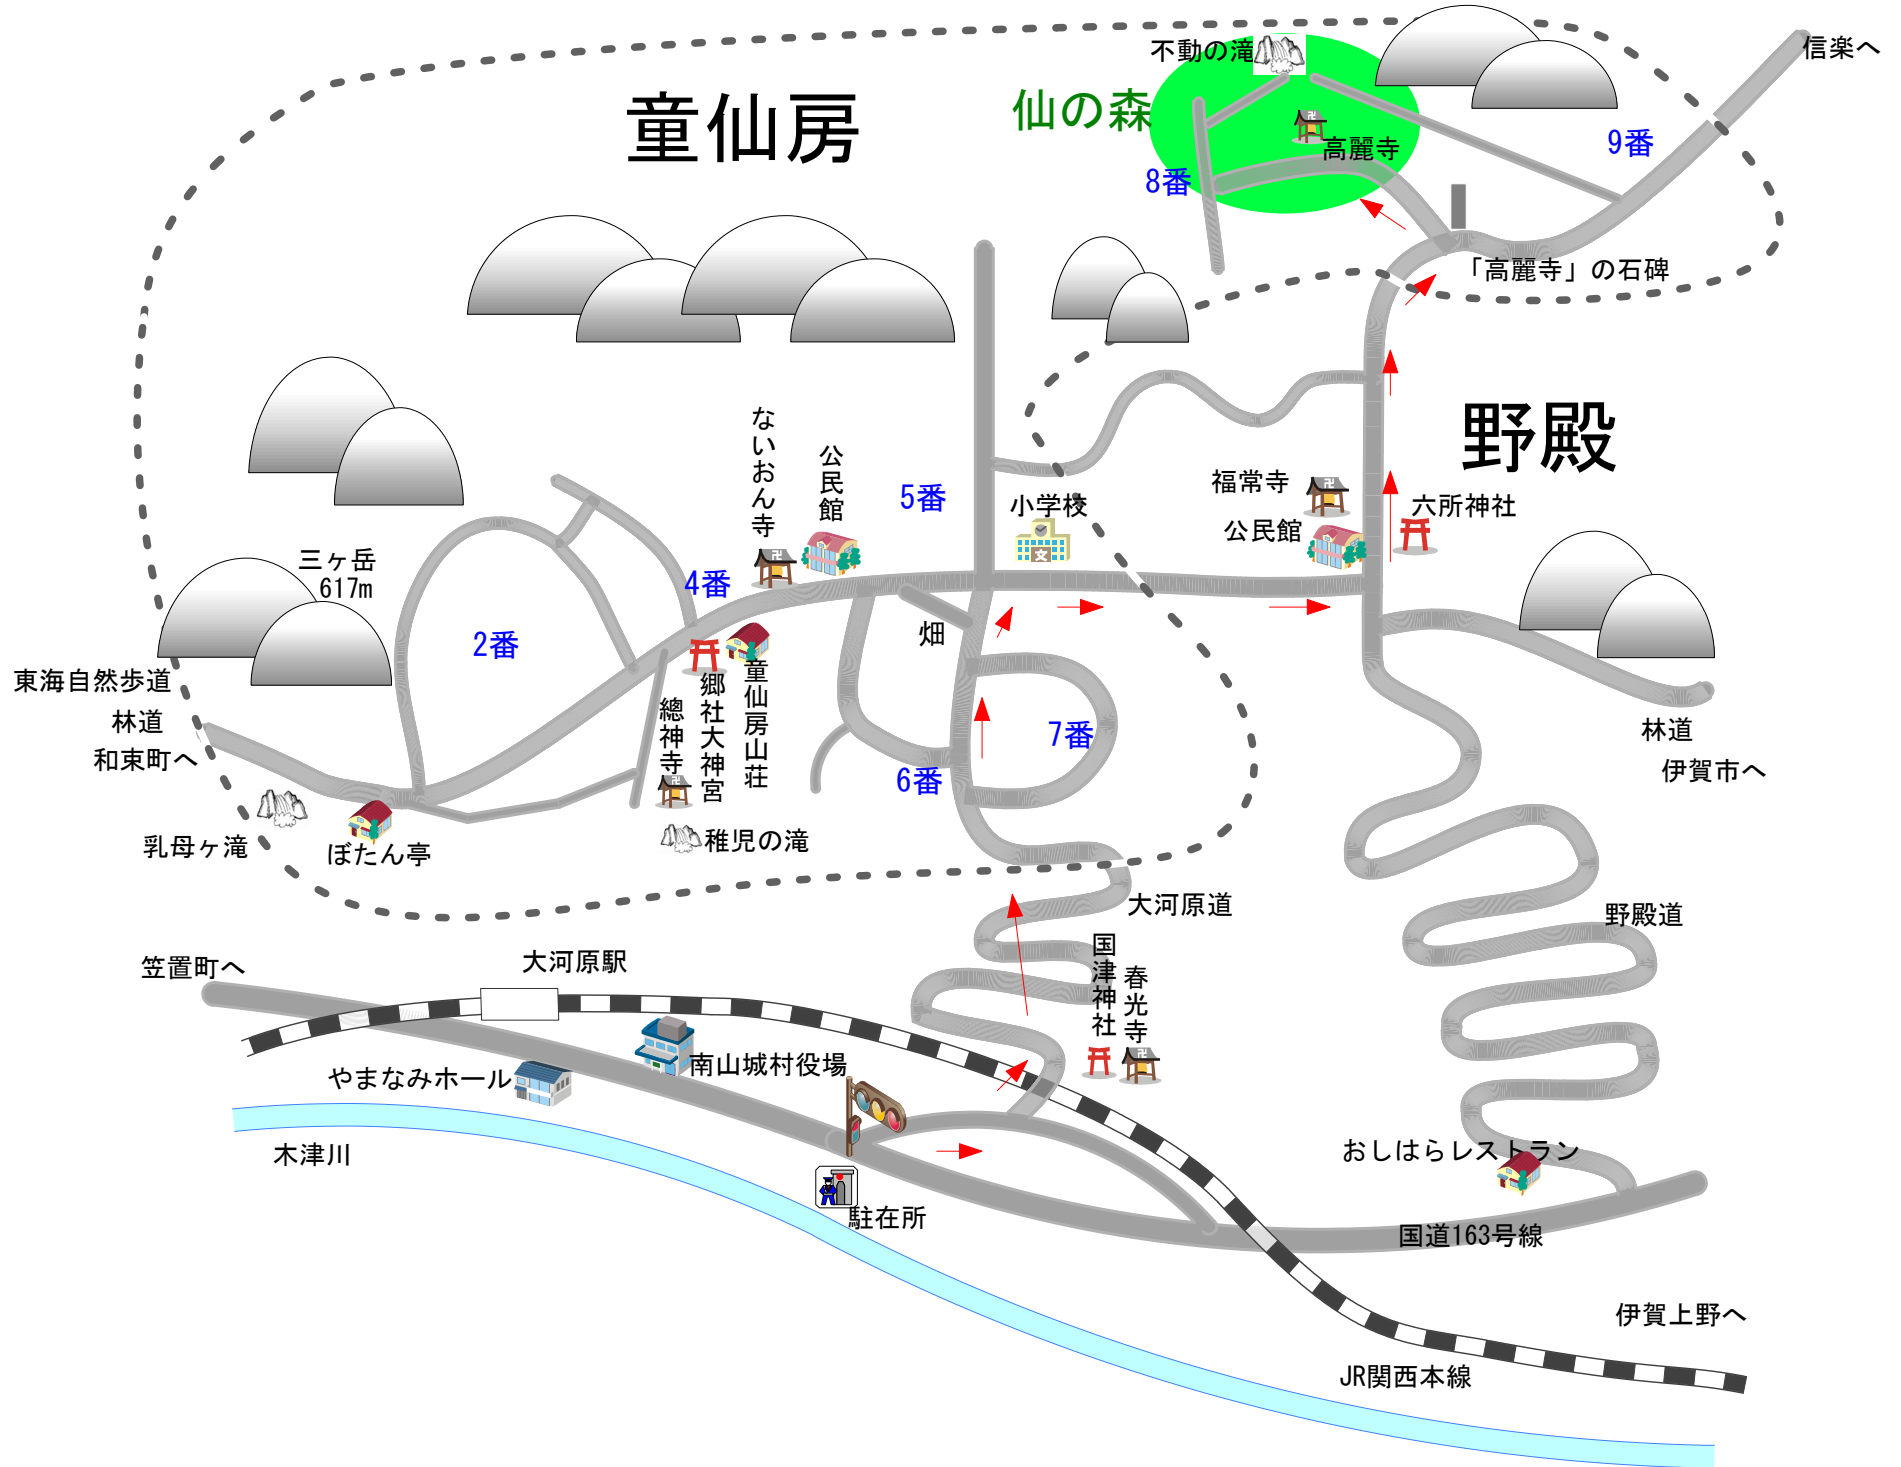 不動の滝
信楽へ
童仙房
仙の森
高麗寺
9番
8番
「高麗寺」の石碑
野殿
ないおん寺
公民館
5番
小学校
福常寺
六所神社
公民館
三ヶ岳
617m
4番
2番
畑
東海自然歩道
林道
和束町へ
總神寺
郷社大神宮
童仙房山荘
7番
6番
林道
伊賀市へ
乳母ヶ滝
ぼたん亭
稚児の滝
大河原道
野殿道
笠置町へ
大河原駅
国津神社
春光寺
やまなみホール
南山城村役場
木津川
おしはらレストラン
駐在所
国道163号線
伊賀上野へ
JR関西本線
文